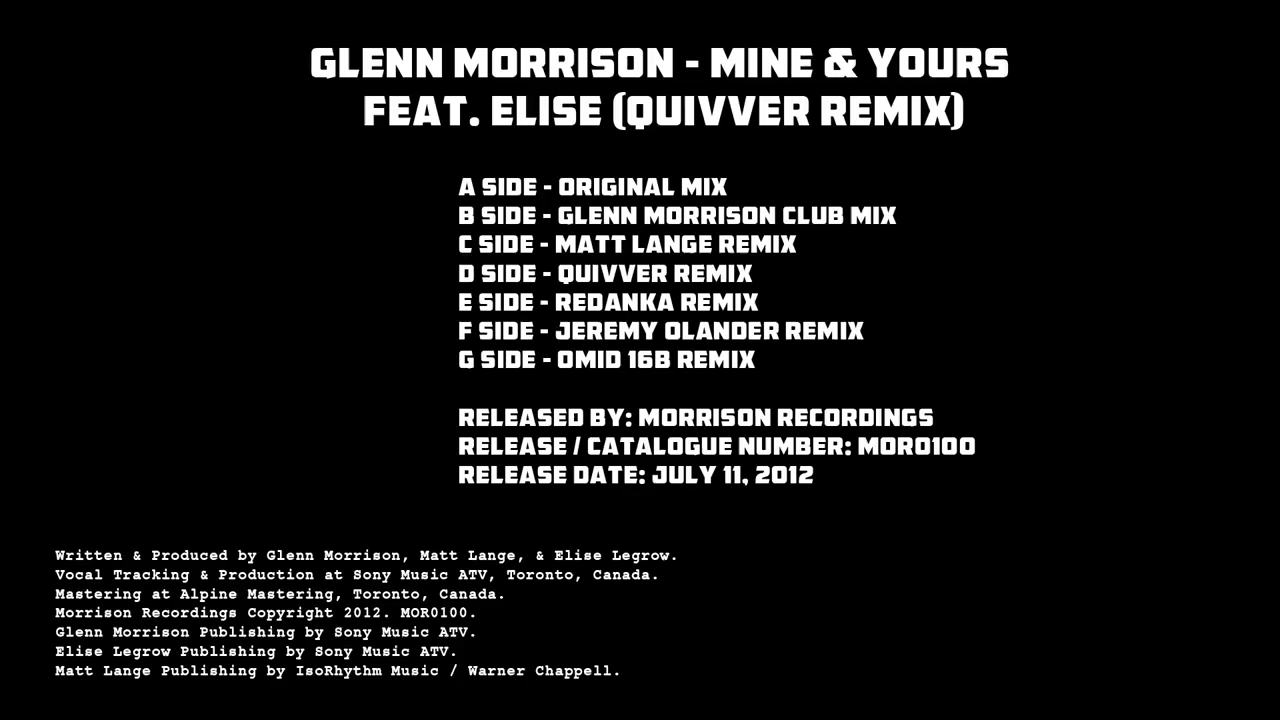 GLENN MORRISON - MINE & YOURS
FEAT. ELISE (QUIVVER REMIX)
A SIDE - ORIGINAL MIX
B SIDE - GLENN MORRISON CLUB MIX
C SIDE - MATT LANGE REMIX
D SIDE - QUIVVER REMIX
E SIDE - REDANKA REMIX
F SIDE - JEREMY OLANDER REMIX
G SIDE - OMID 16B REMIX
RELEASED BY: MORRISON RECORDINGS
RELEASE / CATALOGUE NUMBER: MOR0100
RELEASE DATE: JULY 11, 2012
Written & Produced by Glenn Morrison, Matt Lange, & Elise Legrow.
Vocal Tracking & Production at Sony Music ATV, Toronto, Canada.
Mastering at Alpine Mastering, Toronto, Canada.
Morrison Recordings Copyright 2012. MOR0100.
Glenn Morrison Publishing by Sony Music ATV.
Elise Legrow Publishing by Sony Music ATV.
Matt Lange Publishing by IsoRhythm Music / Warner Chappell.